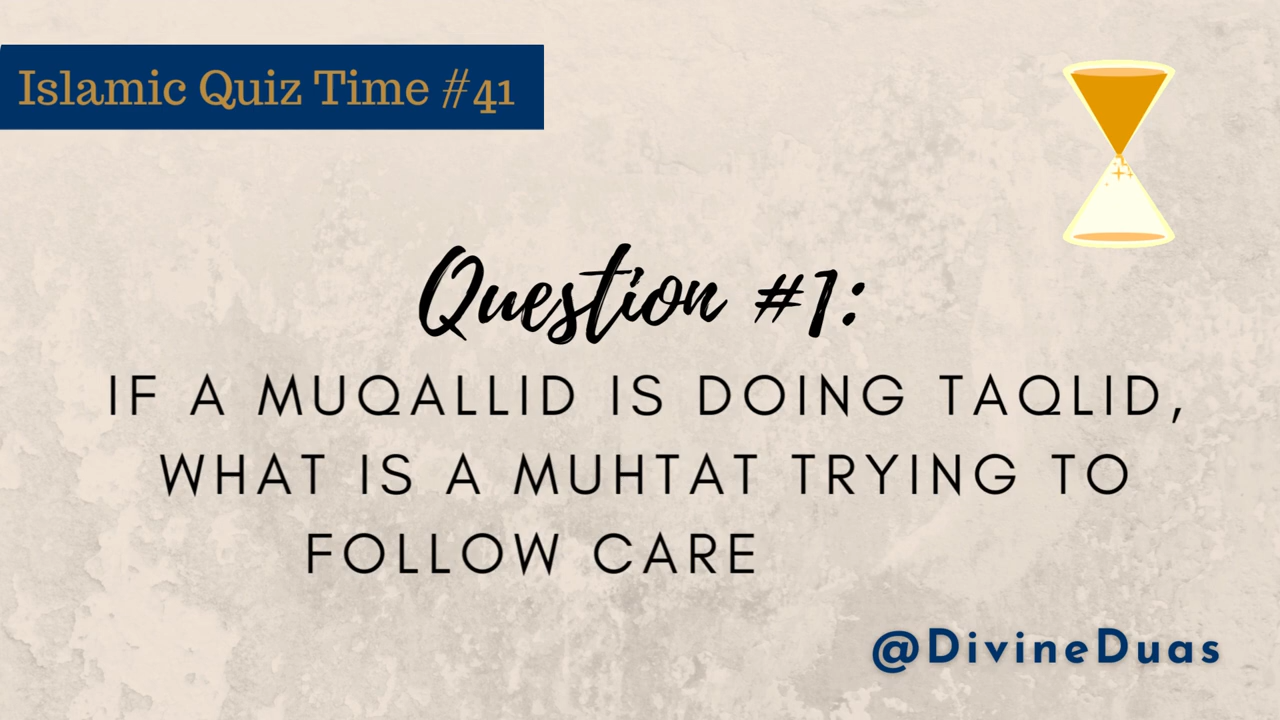 Islamic Quiz Time #41
Question #1:
IF A MUQALLID IS DOING TAQLID,
WHAT IS A MUHTAT TRYING TO
FOLLOW CARE
@DivineDuas